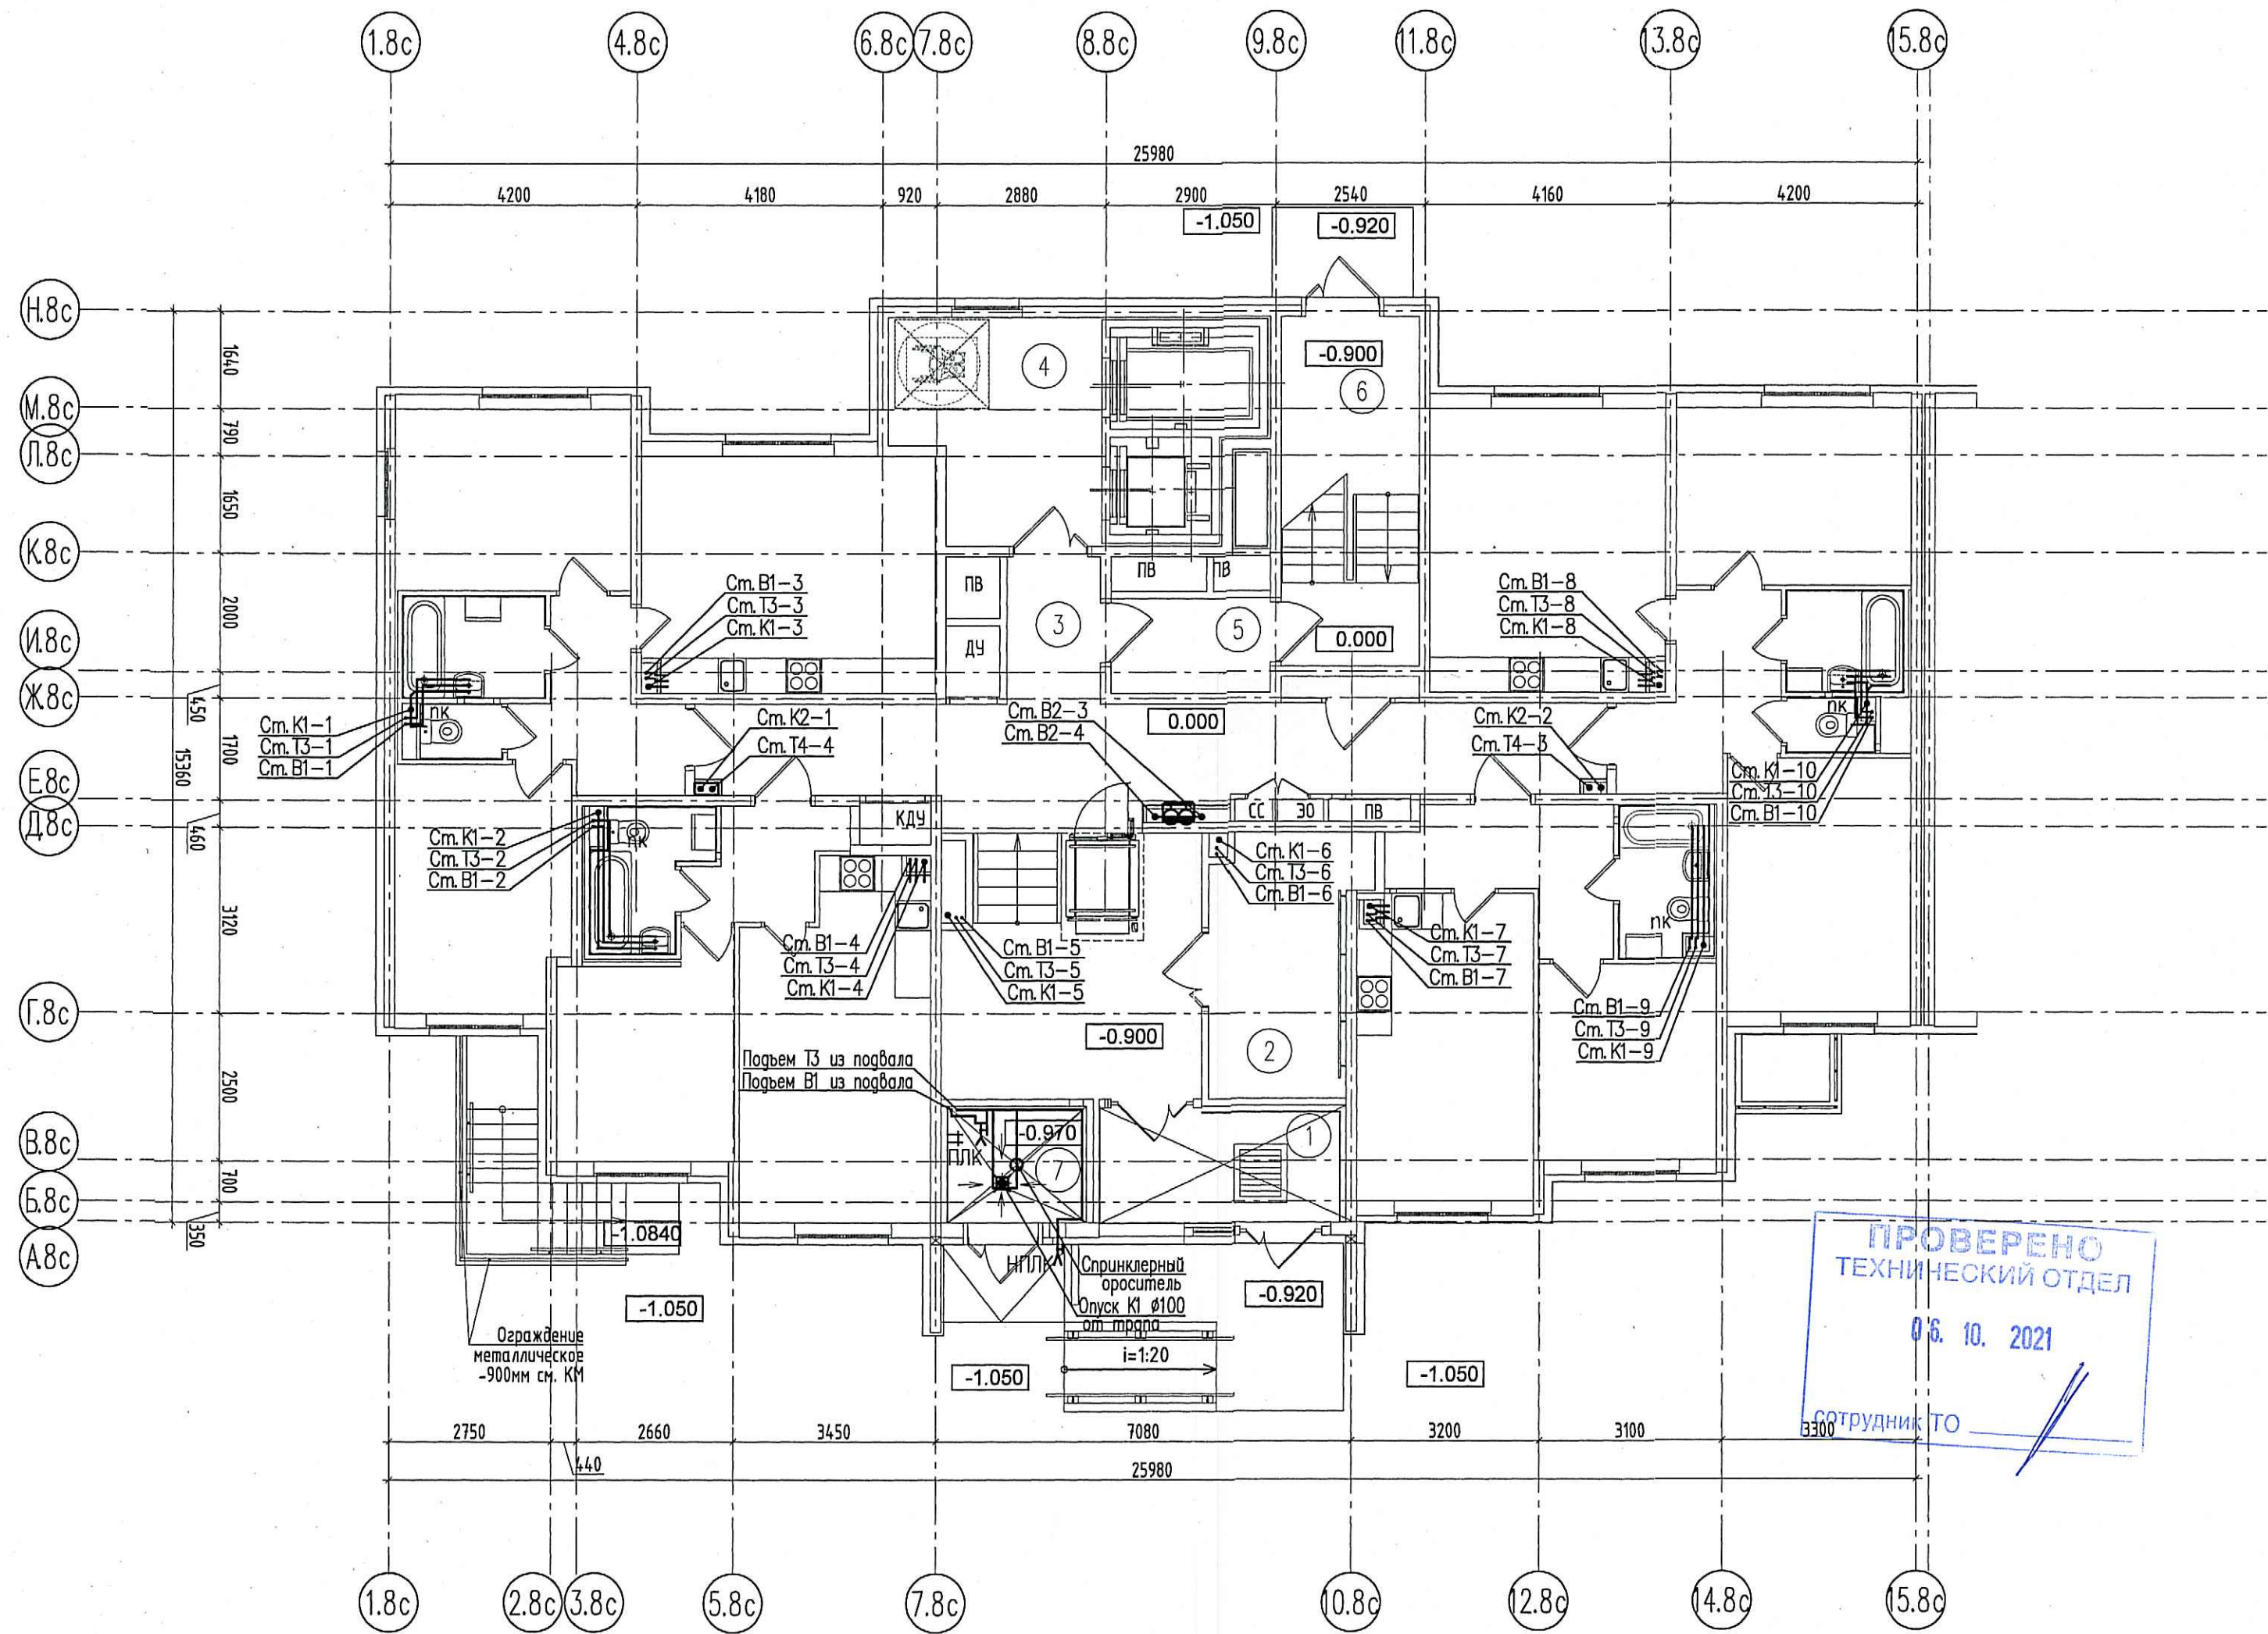 1.8с
4.8с
6.8с
7.8с
8.8с
9.8с
11.8с
13.8с
15.8с
25980
4200
4180
920
2880
2900
2540
4160
4200
-1.050
-0.920
Н.8с
М.8с
Л.8с
К.8с
И.8с
Ж.8с
Е.8с
Д.8с
Г.8с
В.8с
Б.8с
А.8с
1640
790
1650
2000
450
1700
460
3120
2500
700
350
15360
4
-0.900
6
ПВ
ПВ
ПВ
3
5
ДУ
0.000
Ст. В1-3
Ст. Т3-3
Ст. К1-3
Ст. В1-8
Ст. Т3-8
Ст. К1-8
пк
Ст. К1-1
Ст. Т3-1
Ст. В1-1
Ст. К2-1
Ст. Т4-4
Ст. В2-3
Ст. В2-4
0.000
Ст. К2-2
Ст. Т4-3
пк
Ст. К1-10
Ст. Т3-10
Ст. В1-10
КДУ
СС
ЭО
ПВ
пк
Ст. К1-2
Ст. Т3-2
Ст. В1-2
Ст. К1-6
Ст. Т3-6
Ст. В1-6
Ст. В1-4
Ст. Т3-4
Ст. К1-4
Ст. В1-5
Ст. Т3-5
Ст. К1-5
Ст. К1-7
Ст. Т3-7
Ст. В1-7
пк
Ст. В1-9
Ст. Т3-9
Ст. К1-9
-0.900
2
Подъем Т3 из подвала
Подъем В1 из подвала
-0.970
ПЛК
7
1
-1.0840
НПЛК
Спринклерный
ороситель
Опуск К1 ø100
от трапа
-0.920
-1.050
Ограждение
металлическое
-900мм см. КМ
i=1:20
-1.050
-1.050
ПРОВЕРЕНО
ТЕХНИЧЕСКИЙ ОТДЕЛ
06. 10. 2021
сотрудник ТО
2750
440
2660
3450
7080
3200
3100
3300
25980
1.8с
2.8с
3.8с
5.8с
7.8с
10.8с
12.8с
14.8с
15.8с